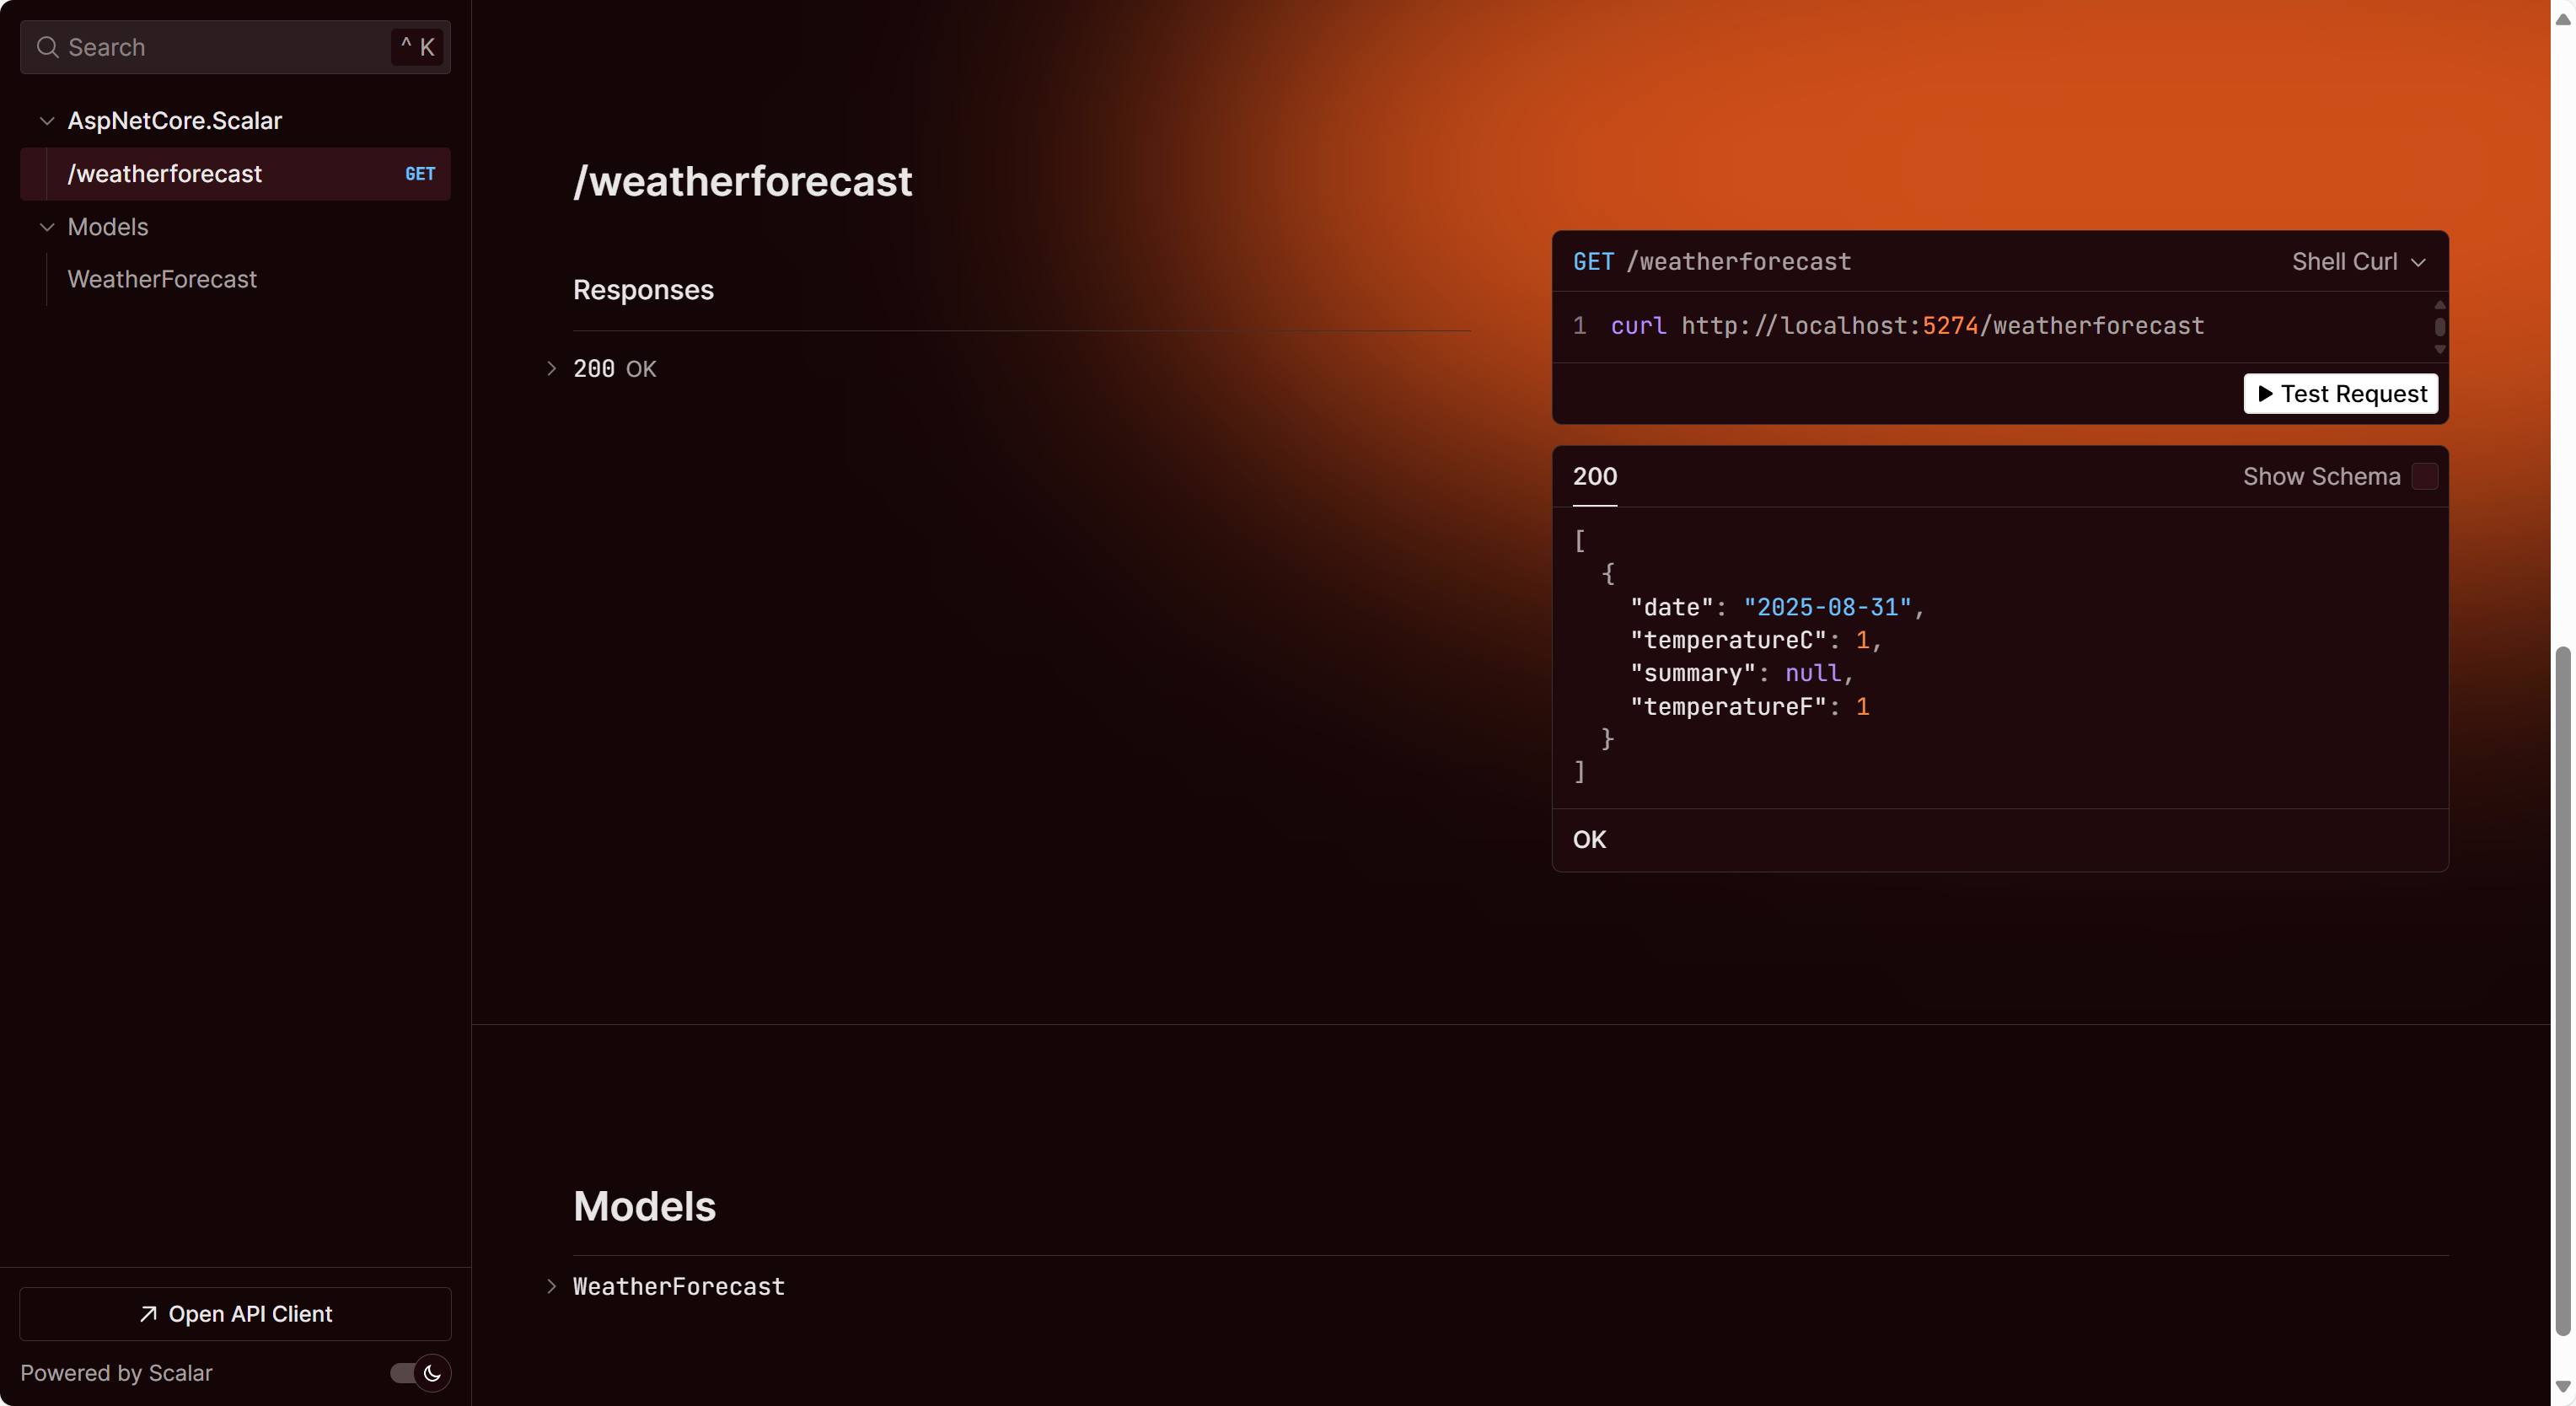 Search
^ K
AspNetCore.Scalar
/weatherforecast GET
Models
WeatherForecast
Open API Client
Powered by Scalar
/weatherforecast
Responses
200 OK
GET /weatherforecast Shell Curl
1 curl http://localhost:5274/weatherforecast
Test Request
200 Show Schema
[
{
"date": "2025-08-31",
"temperatureC": 1,
"summary": null,
"temperatureF": 1
}
]
OK
Models
WeatherForecast